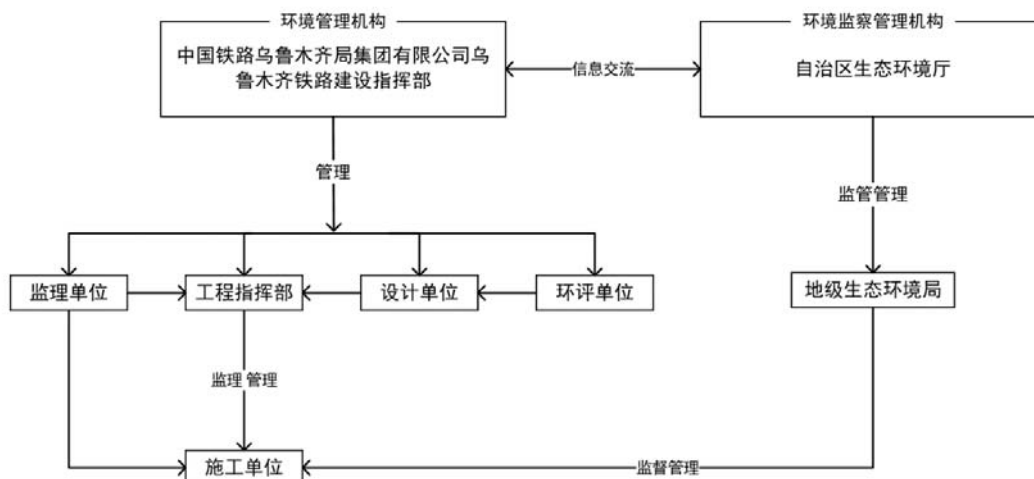 环境管理机构
环境监察管理机构
中国铁路乌鲁木齐局集团有限公司乌
鲁木齐铁路建设指挥部
信息交流
自治区生态环境厅
管理
监管管理
监理单位
工程指挥部
设计单位
环评单位
地级生态环境局
监理 管理
施工单位
监督管理